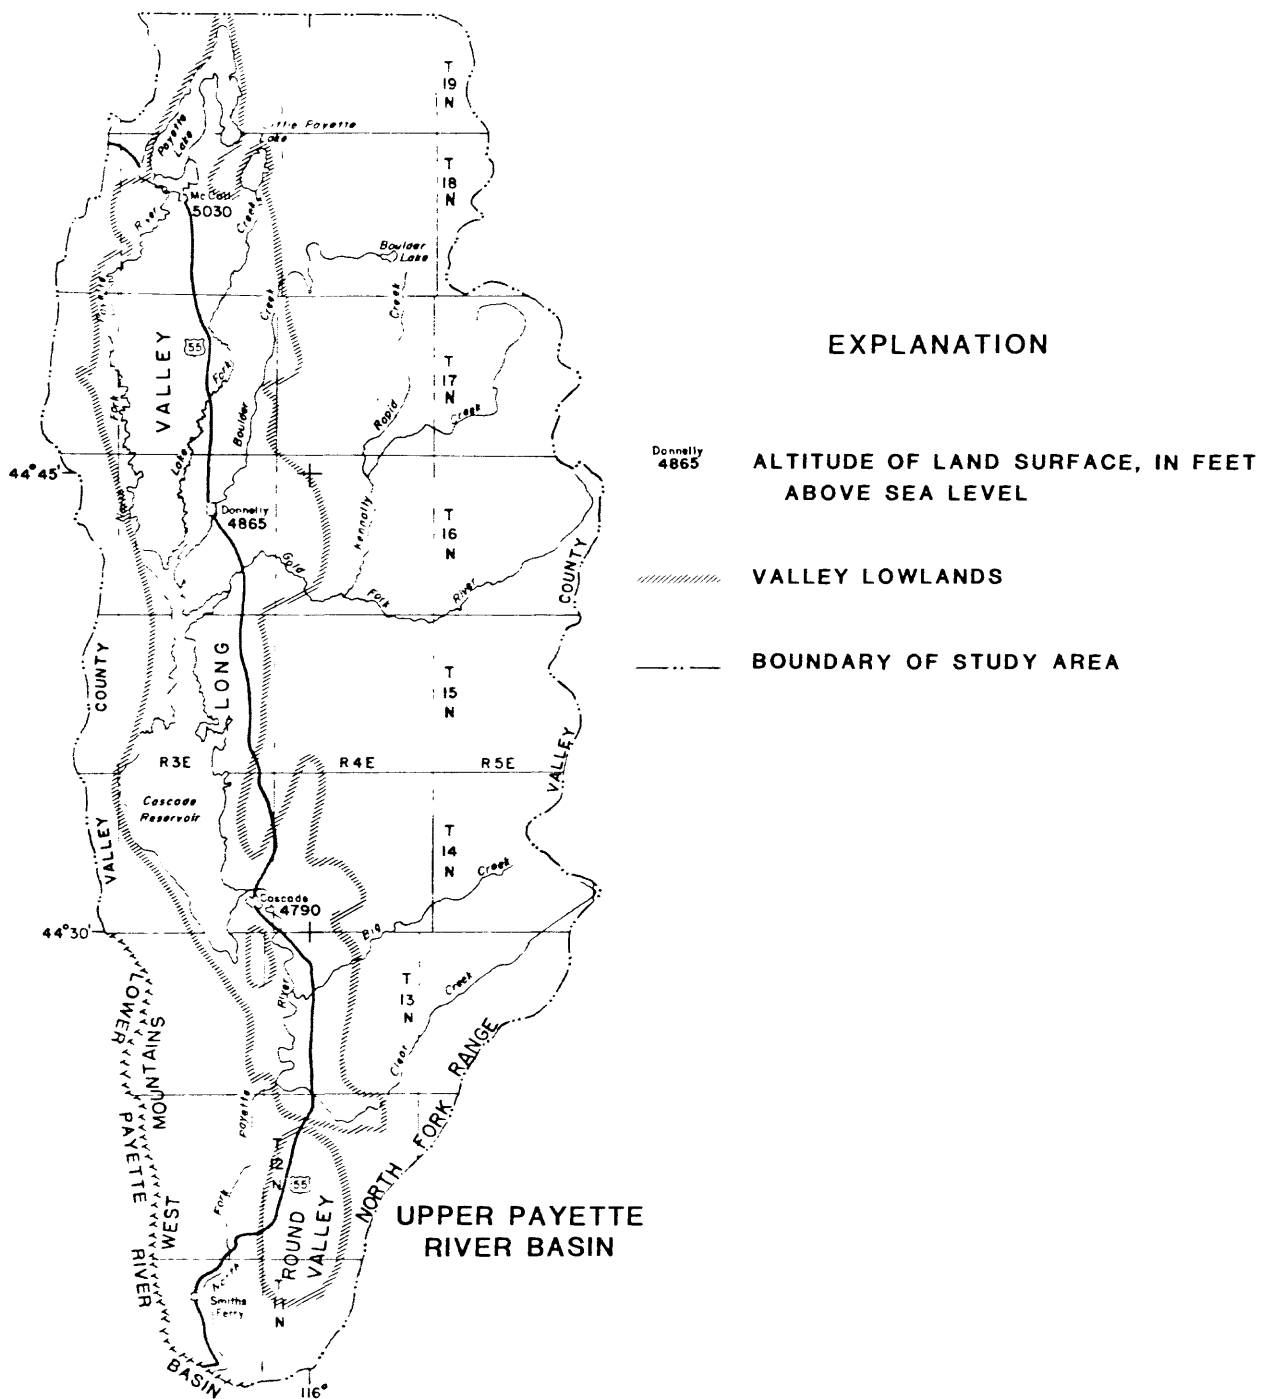 T
19
N
Payette
Lake
Little Payette
Lake
T
18
N
McCall
5030
River
Creek
Boulder
Lake
Payette
Creek
Creek
VALLEY
55
EXPLANATION
T
17
N
Fork
Fork
Boulder
Rapid
Creek
Lake
Donnelly
4865
ALTITUDE OF LAND SURFACE, IN FEET
ABOVE SEA LEVEL
44°45'
North
Donnelly
4865
Kennally
T
16
N
Gold
Fork
River
COUNTY
VALLEY LOWLANDS
COUNTY
LONG
T
15
N
BOUNDARY OF STUDY AREA
R3E
R4E
R5E
VALLEY
Cascade
Reservoir
VALLEY
T
14
N
Creek
Cascade
4790
44°30'
Big
River
T
13
N
Creek
Clear
LOWER PAYETTE RIVER BASIN
WEST MOUNTAINS
NORTH FORK RANGE
Payette
T
12
N
55
Fork
ROUND
VALLEY
UPPER PAYETTE
RIVER BASIN
North
Smiths
Ferry
T
11
N
116°